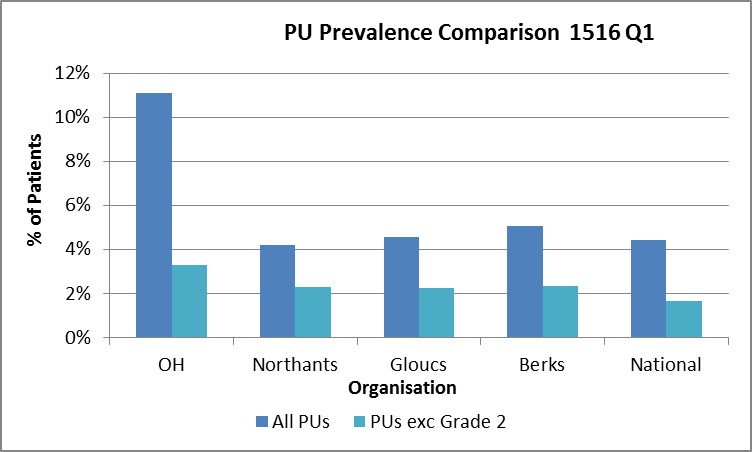 PU Prevalence Comparison 1516 Q1
12%
10%
8%
6%
4%
2%
0%
% of Patients
OH Northants Gloucs Berks National
Organisation
All PUs PUs exc Grade 2